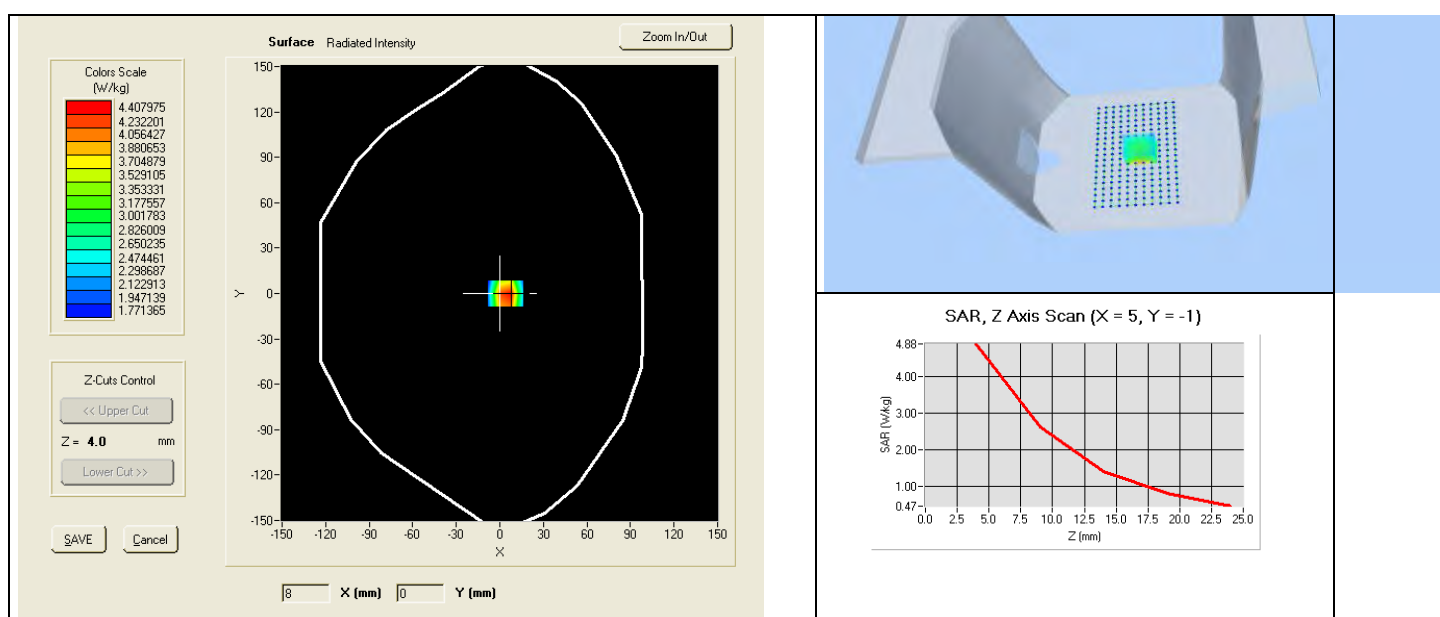 Surface Radiated Intensity
Zoom In/Out
Colors Scale
(W/kg)
4.407975
4.232201
4.056427
3.880653
3.704879
3.529105
3.353331
3.177557
3.001783
2.826009
2.650235
2.474461
2.298687
2.122913
1.947139
1.771365
Z-Cuts Control
<< Upper Cut
Z = 4.0 mm
Lower Cut >>
SAVE Cancel
150
120
90
60
30
0
-30
-60
-90
-120
-150
Y
-150 -120 -90 -60 -30 0 30 60 90 120 150
X
8 X (mm) 0 Y (mm)
SAR, Z Axis Scan (X = 5, Y = -1)
4.88
4.00
3.00
2.00
1.00
0.47
SAR (W/kg)
0.0 2.5 5.0 7.5 10.0 12.5 15.0 17.5 20.0 22.5 25.0
Z (mm)